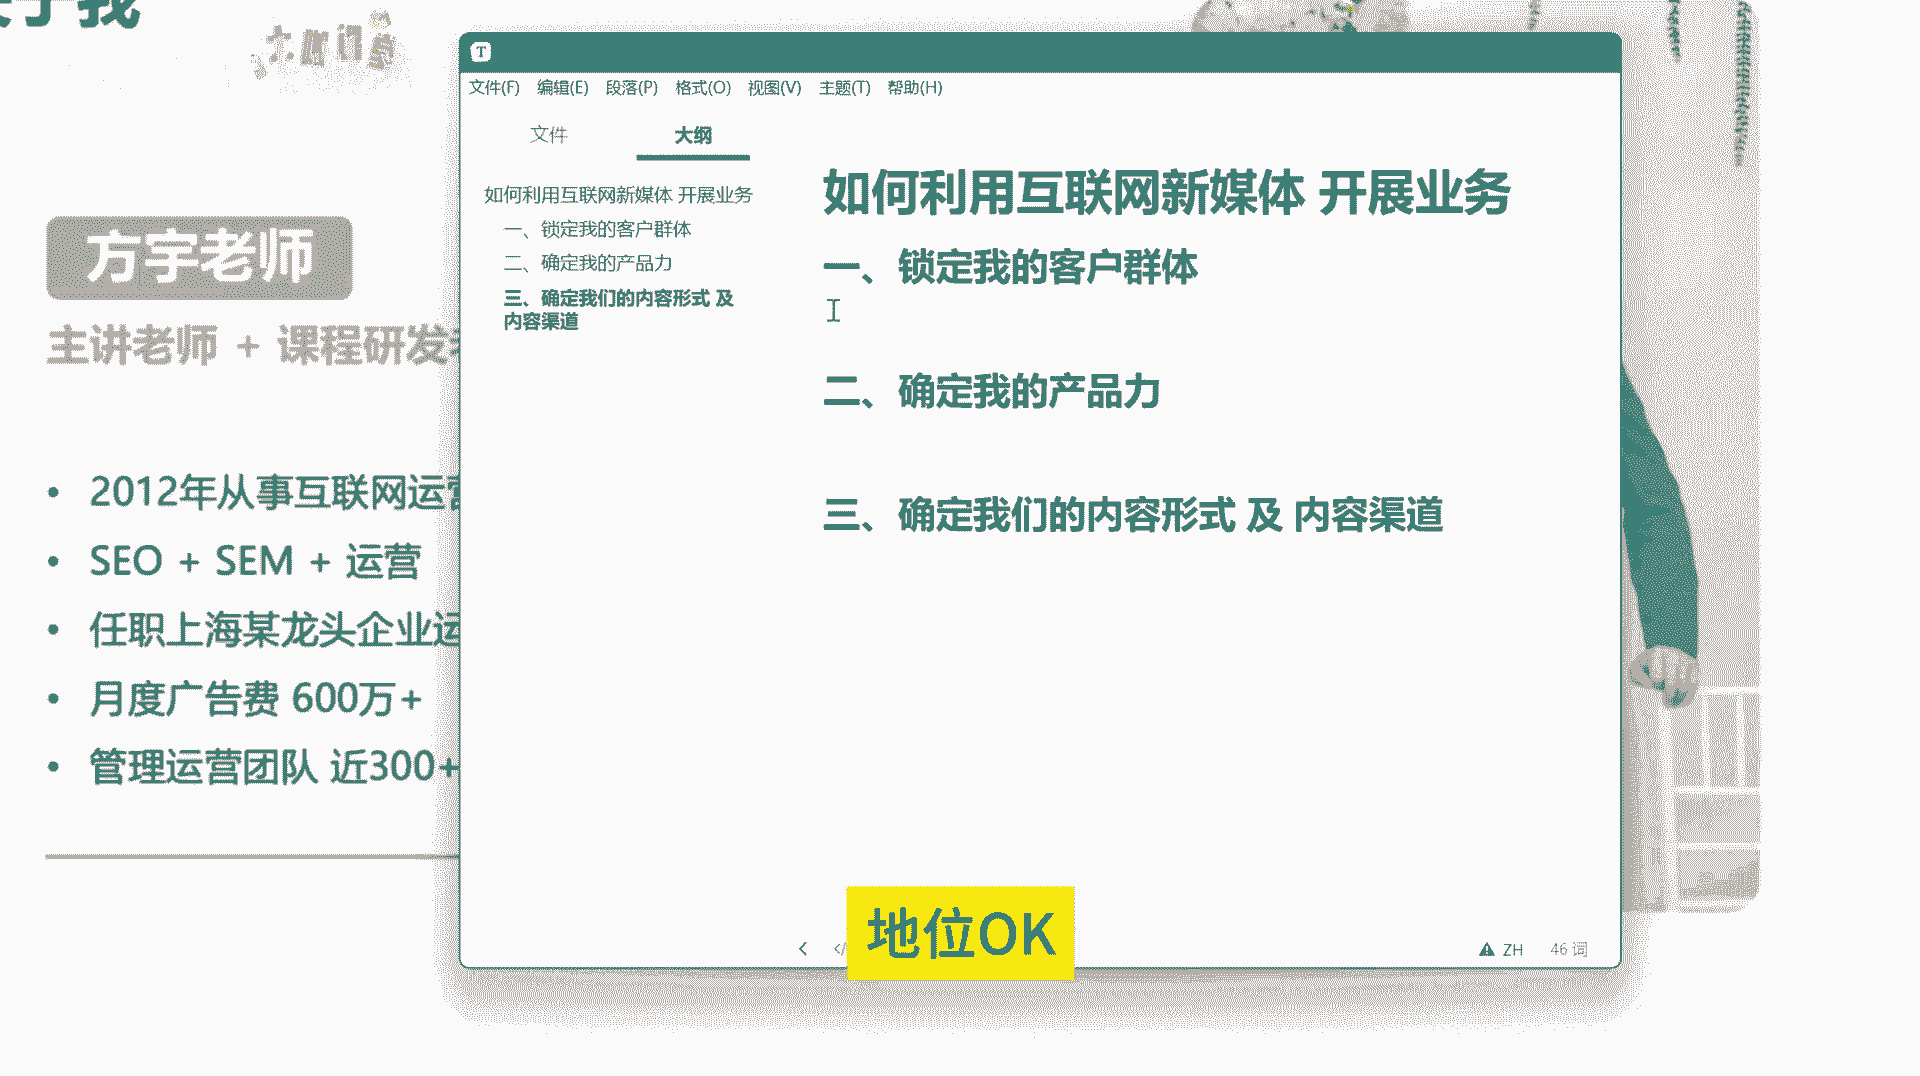 于我
方宇老师
主讲老师 + 课程研发
2012年从事互联网运营
SEO + SEM + 运营
任职上海某龙头企业运
月度广告费 600万+
管理运营团队 近300+
文件(F) 编辑(E) 段落(P) 格式(O) 视图(V) 主题(T) 帮助(H)
文件 大纲
如何利用互联网新媒体 开展业务
一、锁定我的客户群体
二、确定我的产品力
三、确定我们的内容形式 及
内容渠道
如何利用互联网新媒体 开展业务
一、锁定我的客户群体
二、确定我的产品力
三、确定我们的内容形式 及 内容渠道
ZH 46 词
地位OK